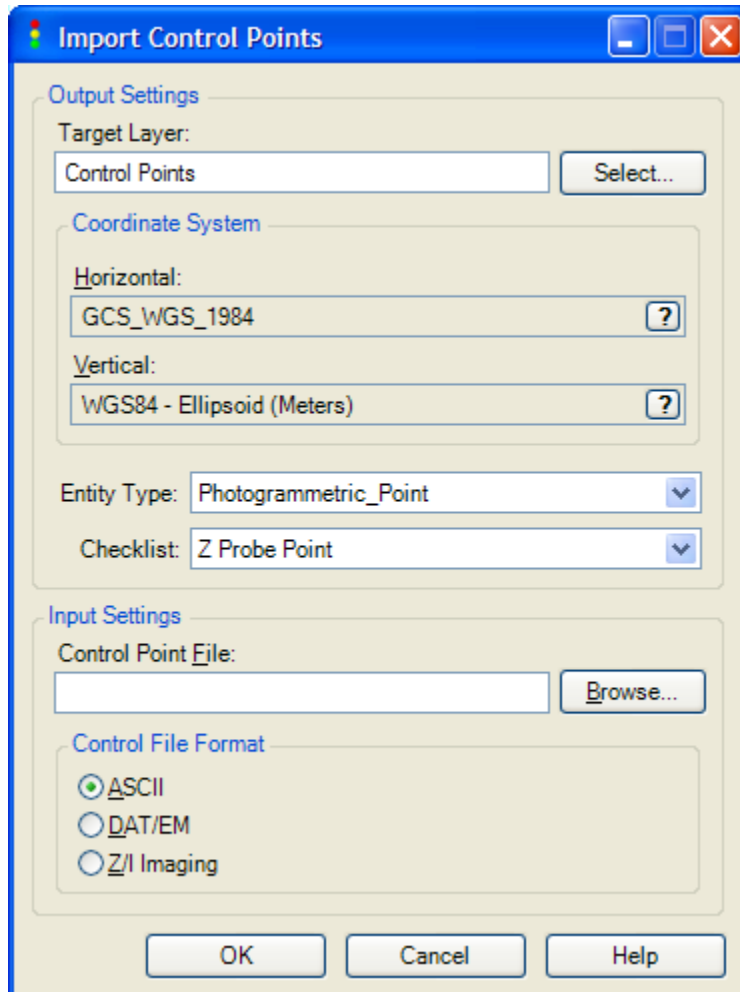 Import Control Points
Output Settings
Target Layer:
Control Points
Select...
Coordinate System
Horizontal:
GCS_WGS_1984
?
Vertical:
WGS84 - Ellipsoid (Meters)
?
Entity Type: Photogrammetric_Point
Checklist: Z Probe Point
Input Settings
Control Point File:
Browse...
Control File Format
ASCII
DAT/EM
Z/I Imaging
OK Cancel Help